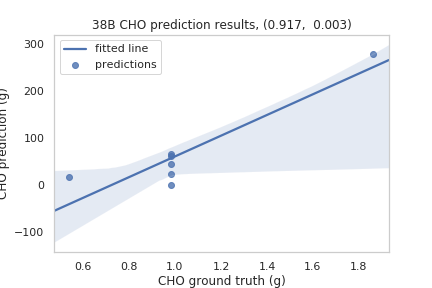 38B CHO prediction results, (0.917,  0.003)
fitted line
predictions
300
200
100
0
−100
CHO prediction (g)
0.6 0.8 1.0 1.2 1.4 1.6 1.8
CHO ground truth (g)